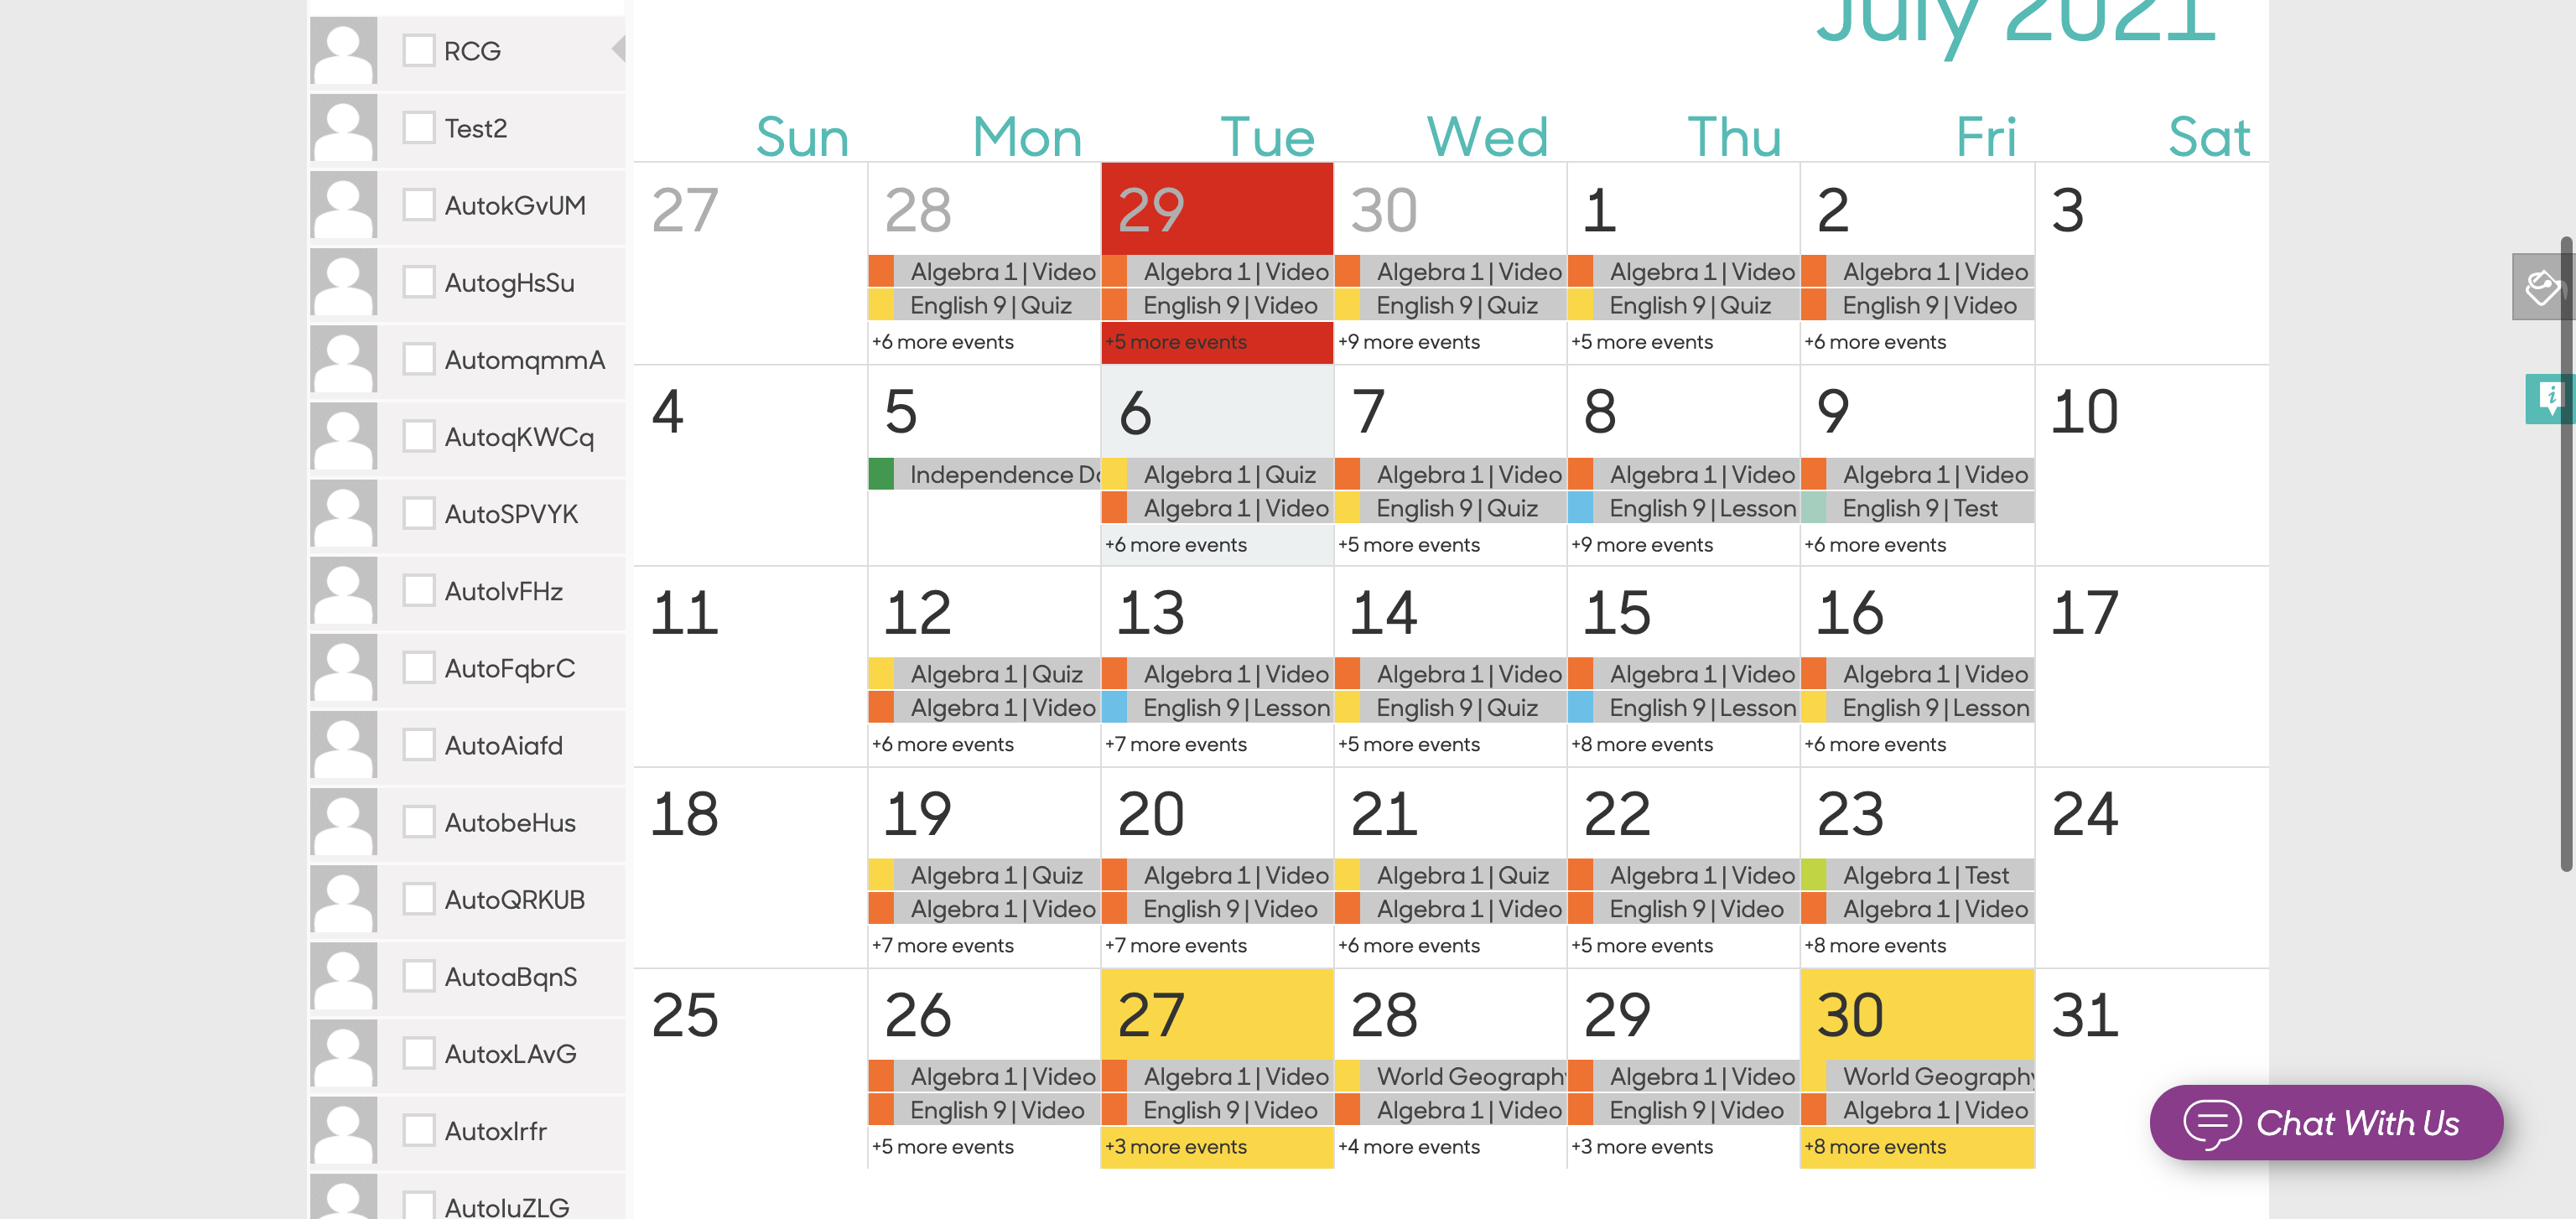 July 2021
RCG
Test2
AutokGvUM
AutogHsSu
AutomqmmA
AutoqKWCq
AutoSPVYK
AutoFqbrC
AutoAiafd
AutobeHus
AutoQRKUB
AutoaBqnS
AutoxLAvG
Sun Mon Tue Wed Thu Fri Sat
27 28 29 30 1 2 3
Algebra 1 | Video Algebra 1 | Video Algebra 1 | Video Algebra 1 | Video Algebra 1 | Video
English 9 | Quiz English 9 | Video English 9 | Quiz English 9 | Quiz English 9 | Video
+6 more events +5 more events +9 more events +5 more events +6 more events
4 5 6 7 8 9 10
Independence Algebra 1 | Quiz Algebra 1 | Video Algebra 1 | Video Algebra 1 | Video
Algebra 1 | Video English 9 | Quiz English 9 | Lesson English 9 | Test
+6 more events +5 more events +9 more events +6 more events
11 12 13 14 15 16 17
Algebra 1 | Quiz Algebra 1 | Video Algebra 1 | Video Algebra 1 | Video Algebra 1 | Video
Algebra 1 | Video English 9 | Lesson English 9 | Quiz English 9 | Lesson English 9 | Lesson
+6 more events +7 more events +5 more events +8 more events +6 more events
18 19 20 21 22 23 24
Algebra 1 | Quiz Algebra 1 | Video Algebra 1 | Quiz Algebra 1 | Video Algebra 1 | Test
Algebra 1 | Video English 9 | Video Algebra 1 | Video English 9 | Video Algebra 1 | Video
+7 more events +7 more events +6 more events +5 more events +8 more events
25 26 27 28 29 30 31
Algebra 1 | Video Algebra 1 | Video World Geography Algebra 1 | Video World Geography
English 9 | Video English 9 | Video Algebra 1 | Video English 9 | Video Algebra 1 | Video
+5 more events +3 more events +4 more events +3 more events +8 more events
Chat With Us